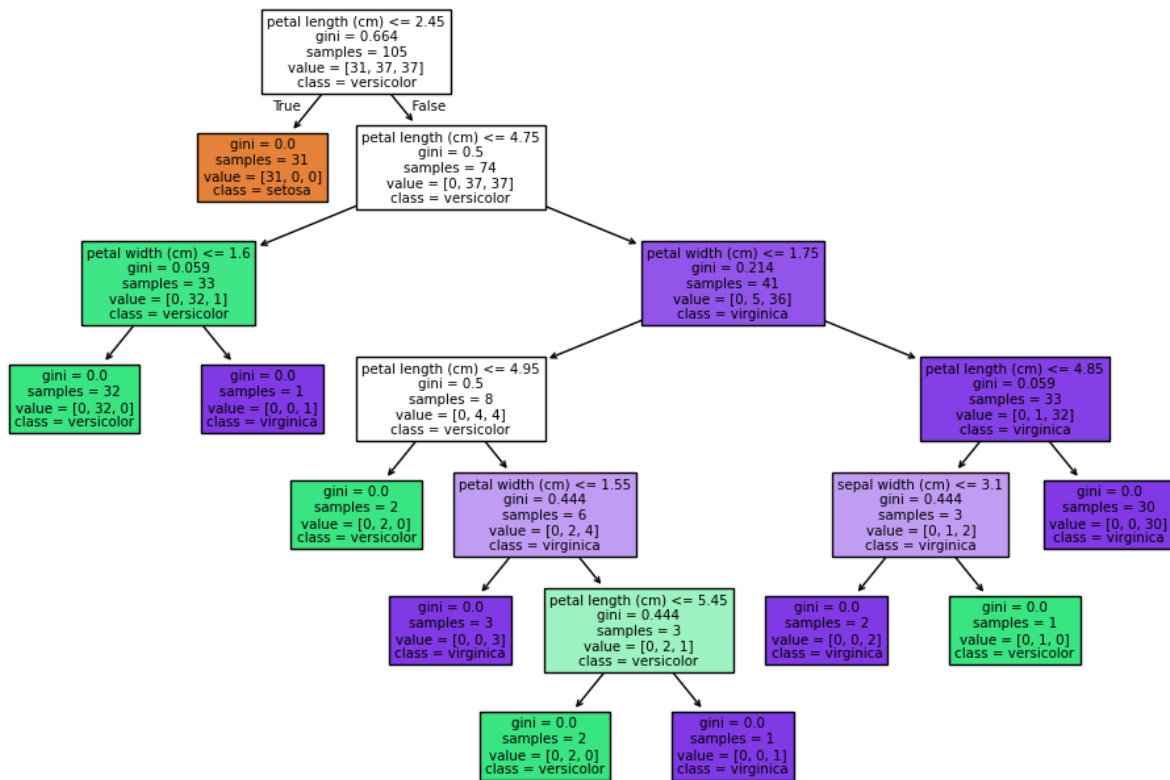 petal length (cm) <= 2.45
gini = 0.664
samples = 105
value = [31, 37, 37]
class = versicolor
True
False
gini = 0.0
samples = 31
value = [31, 0, 0]
class = setosa
petal length (cm) <= 4.75
gini = 0.5
samples = 74
value = [0, 37, 37]
class = versicolor
petal width (cm) <= 1.6
gini = 0.059
samples = 33
value = [0, 32, 1]
class = versicolor
petal width (cm) <= 1.75
gini = 0.214
samples = 41
value = [0, 5, 36]
class = virginica
gini = 0.0
samples = 32
value = [0, 32, 0]
class = versicolor
gini = 0.0
samples = 1
value = [0, 0, 1]
class = virginica
petal length (cm) <= 4.95
gini = 0.5
samples = 8
value = [0, 4, 4]
class = versicolor
petal length (cm) <= 4.85
gini = 0.059
samples = 33
value = [0, 1, 32]
class = virginica
gini = 0.0
samples = 2
value = [0, 2, 0]
class = versicolor
petal width (cm) <= 1.55
gini = 0.444
samples = 6
value = [0, 2, 4]
class = virginica
sepal width (cm) <= 3.1
gini = 0.444
samples = 3
value = [0, 1, 2]
class = virginica
gini = 0.0
samples = 30
value = [0, 0, 30]
class = virginica
gini = 0.0
samples = 3
value = [0, 0, 3]
class = virginica
petal length (cm) <= 5.45
gini = 0.444
samples = 3
value = [0, 2, 1]
class = versicolor
gini = 0.0
samples = 2
value = [0, 0, 2]
class = virginica
gini = 0.0
samples = 1
value = [0, 1, 0]
class = versicolor
gini = 0.0
samples = 2
value = [0, 2, 0]
class = versicolor
gini = 0.0
samples = 1
value = [0, 0, 1]
class = virginica